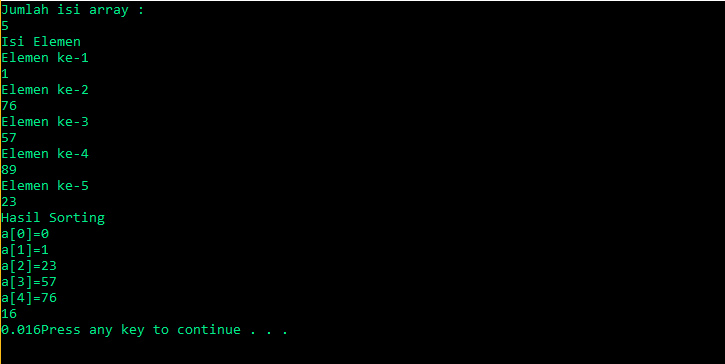 Jumlah isi array :
5
Isi Elemen
Elemen ke-1
1
Elemen ke-2
76
Elemen ke-3
57
Elemen ke-4
89
Elemen ke-5
23
Hasil Sorting
a[0]=0
a[1]=1
a[2]=23
a[3]=57
a[4]=76
16
0.016Press any key to continue . . .